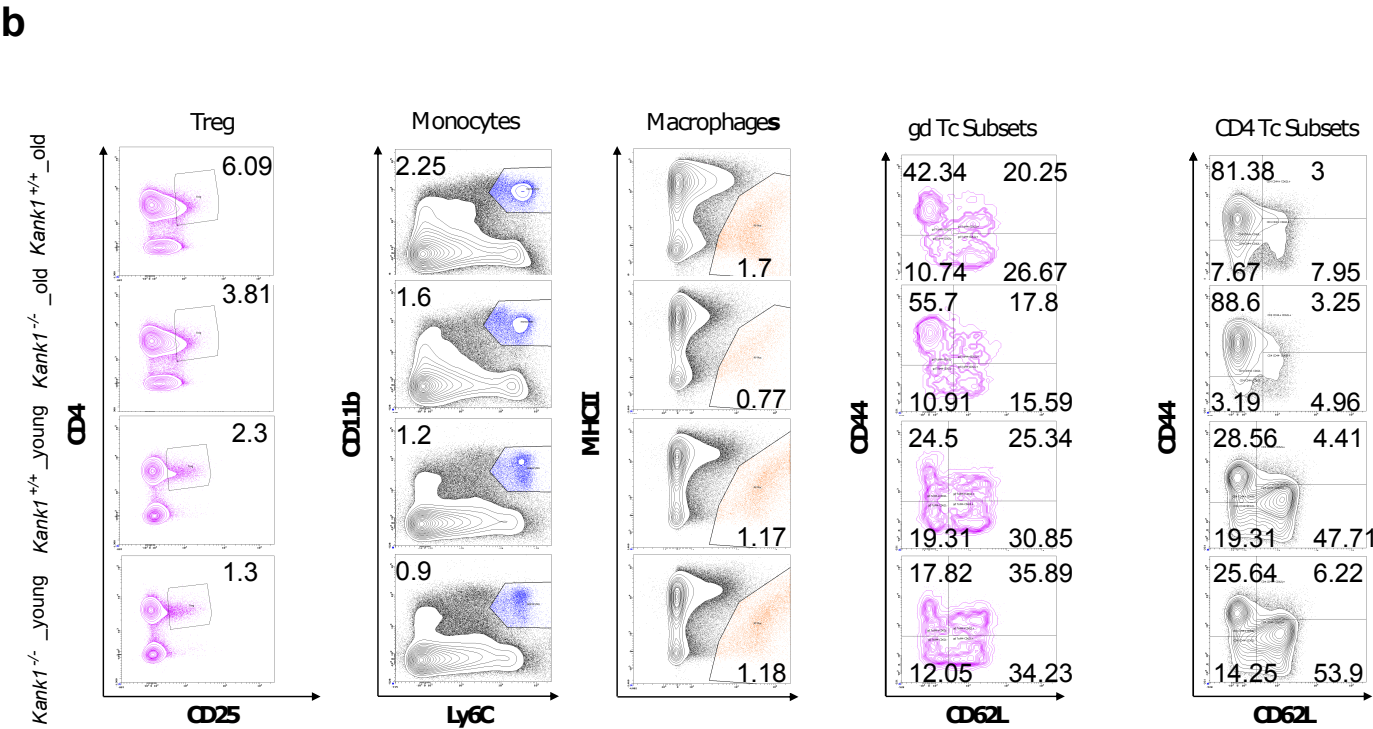 b
Treg
Monocytes
Macrophages
gd Tc Subsets
CD4 Tc Subsets
Kank1+/+_old
6.09
2.25
1.7
42.34 20.25
10.74 26.67
81.38 3
7.67 7.95
Kank1-/- _old
3.81
1.6
0.77
55.7 17.8
10.91 15.59
88.6 3.25
3.19 4.96
Kank1+/+ _young
2.3
1.2
1.17
24.5 25.34
19.31 30.85
28.56 4.41
19.31 47.71
Kank1-/- _young
1.3
0.9
1.18
17.82 35.89
12.05 34.23
25.64 6.22
14.25 53.9
CD4
CD11b
MHCII
CD44
CD44
CD25
Ly6C
CD62L
CD62L